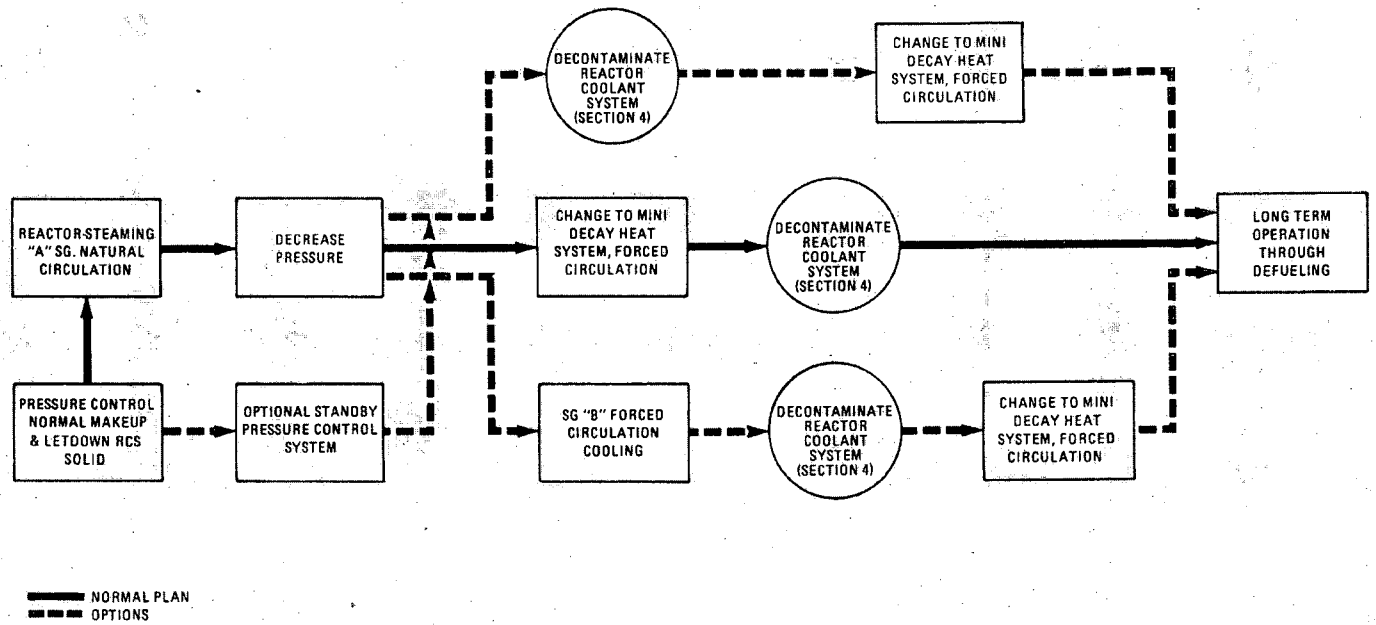 DECONTAMINATE
REACTOR
COOLANT
SYSTEM
(SECTION 4)
CHANGE TO MINI
DECAY HEAT
SYSTEM, FORCED
CIRCULATION
REACTOR-STEAMING
"A" SG. NATURAL
CIRCULATION
DECREASE
PRESSURE
CHANGE TO MINI
DECAY HEAT
SYSTEM, FORCED
CIRCULATION
DECONTAMINATE
REACTOR
COOLANT
SYSTEM
(SECTION 4)
LONG TERM
OPERATION
THROUGH
DEFUELING
PRESSURE CONTROL
NORMAL MAKEUP
& LETDOWN RCS
SOLID
OPTIONAL STANDBY
PRESSURE CONTROL
SYSTEM
SG "B" FORCED
CIRCULATION
COOLING
DECONTAMINATE
REACTOR
COOLANT
SYSTEM
(SECTION 4)
CHANGE TO MINI
DECAY HEAT
SYSTEM, FORCED
CIRCULATION
NORMAL PLAN
OPTIONS